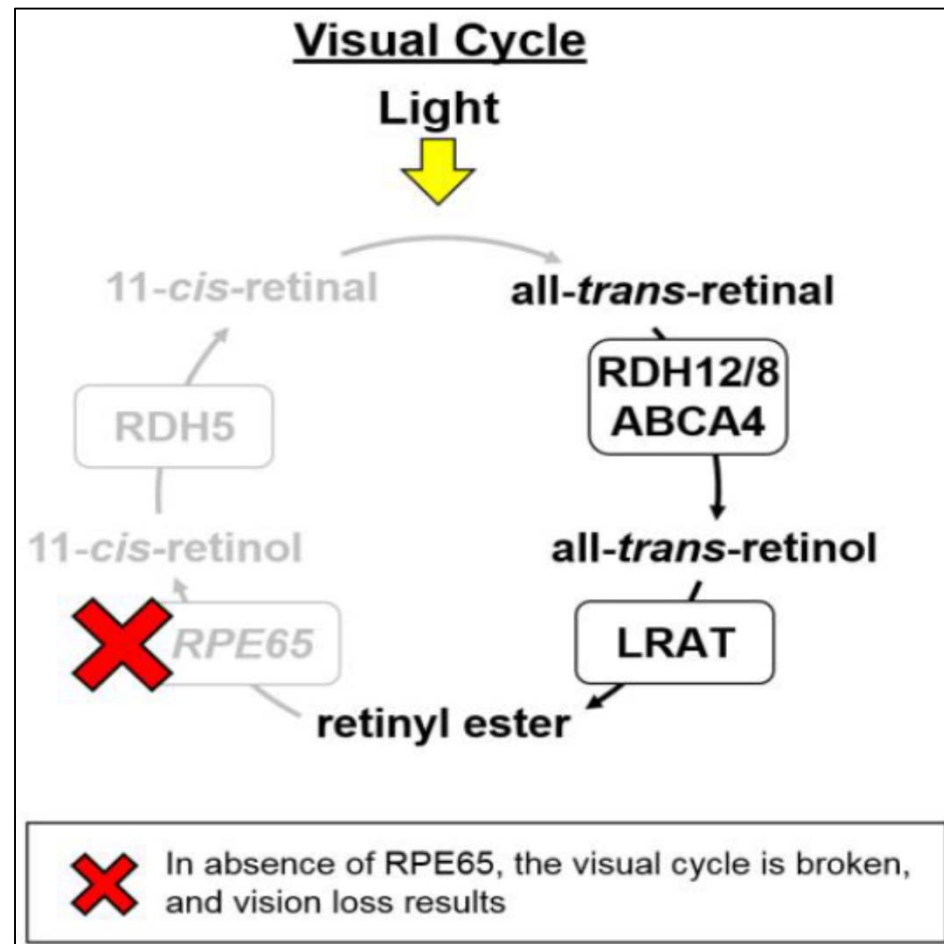 Visual Cycle
Light
11-cis-retinal
all-trans-retinal
RDH12/8
ABCA4
RDH5
11-cis-retinol
all-trans-retinol
RPE65
LRAT
retinyl ester
In absence of RPE65, the visual cycle is broken,
and vision loss results